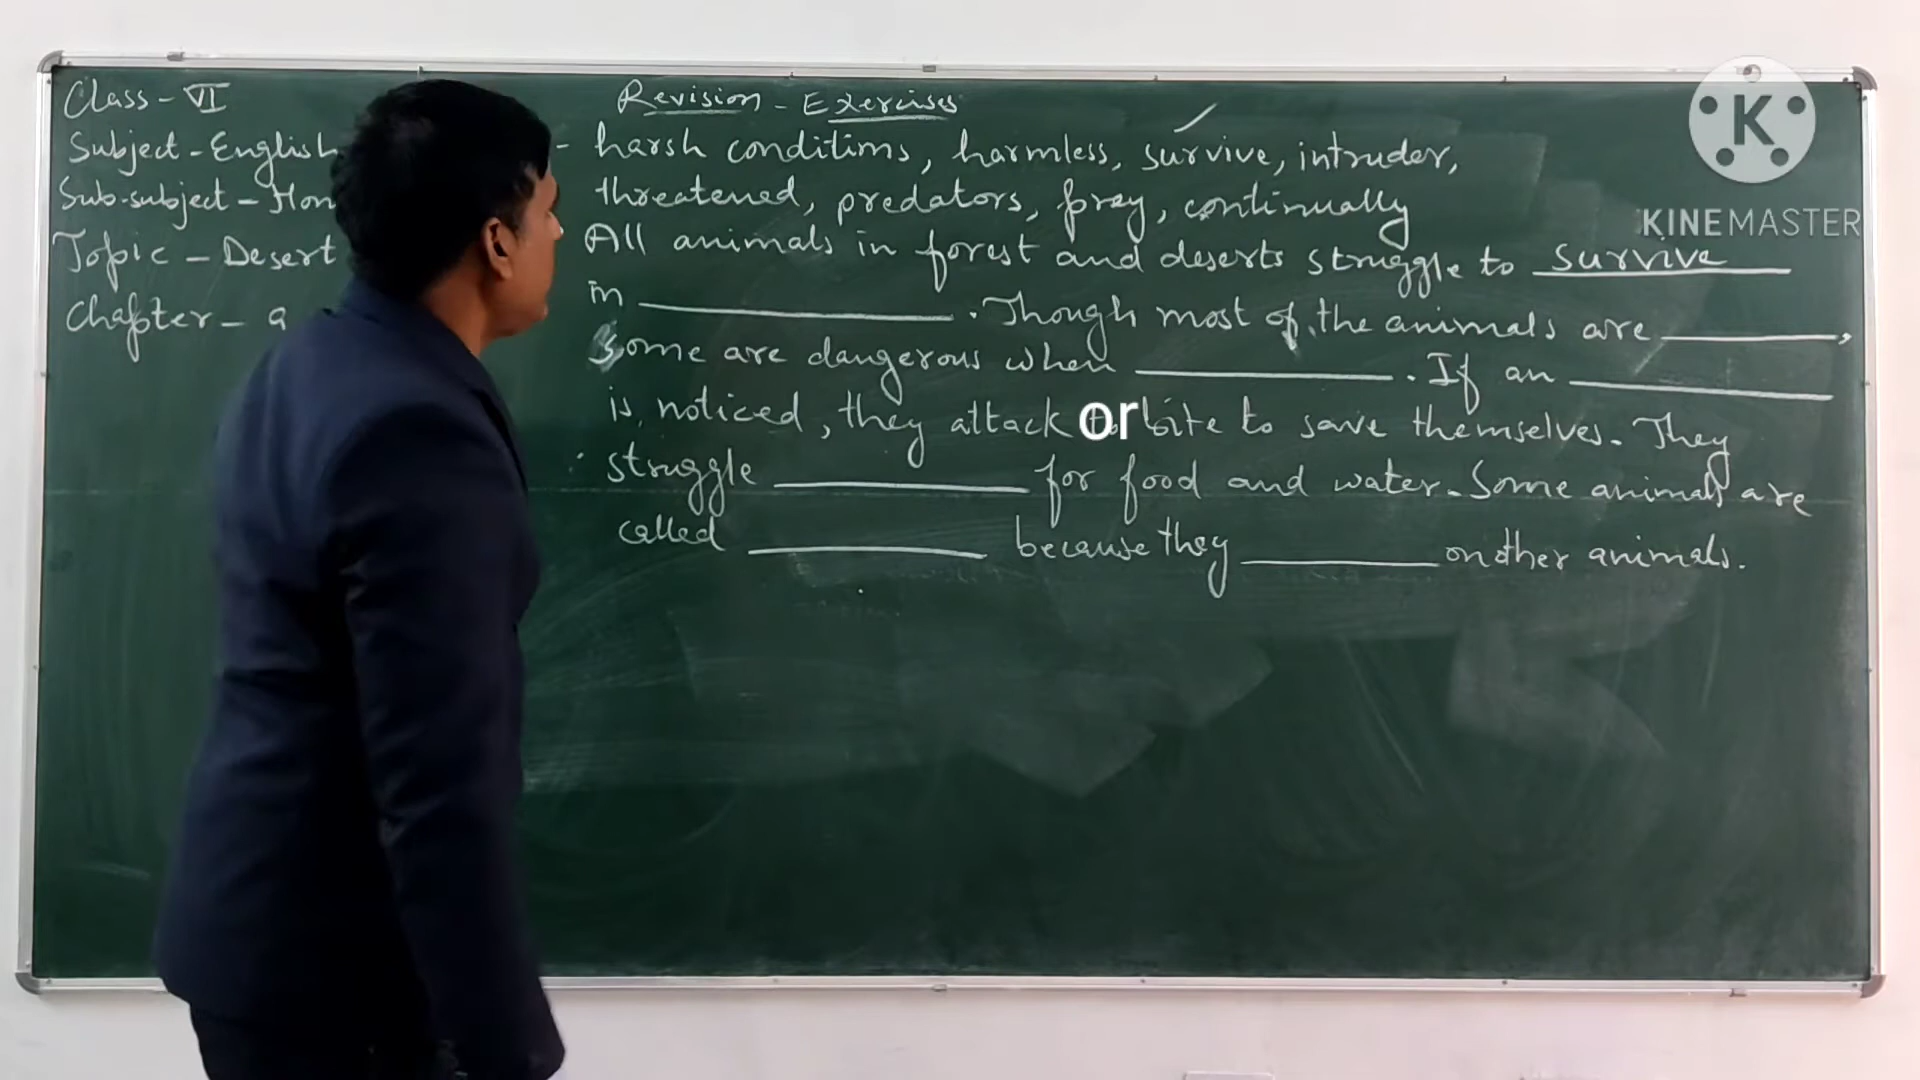 Class - VI
Subject - English
Sub-subject - Hon
Topic - Desert
Chapter - 9
Revision - Exercises
- harsh conditions, harmless, survive, intruder,
threatened, predators, prey, continually
All animals in forest and deserts struggle to survive
in ____________. Though most of the animals are ________,
some are dangerous when ____________. If an ____________
is noticed, they attack or bite to save themselves. They
struggle ____________ for food and water. Some animals are
called ____________ because they __________ on other animals.
K
KINEMASTER